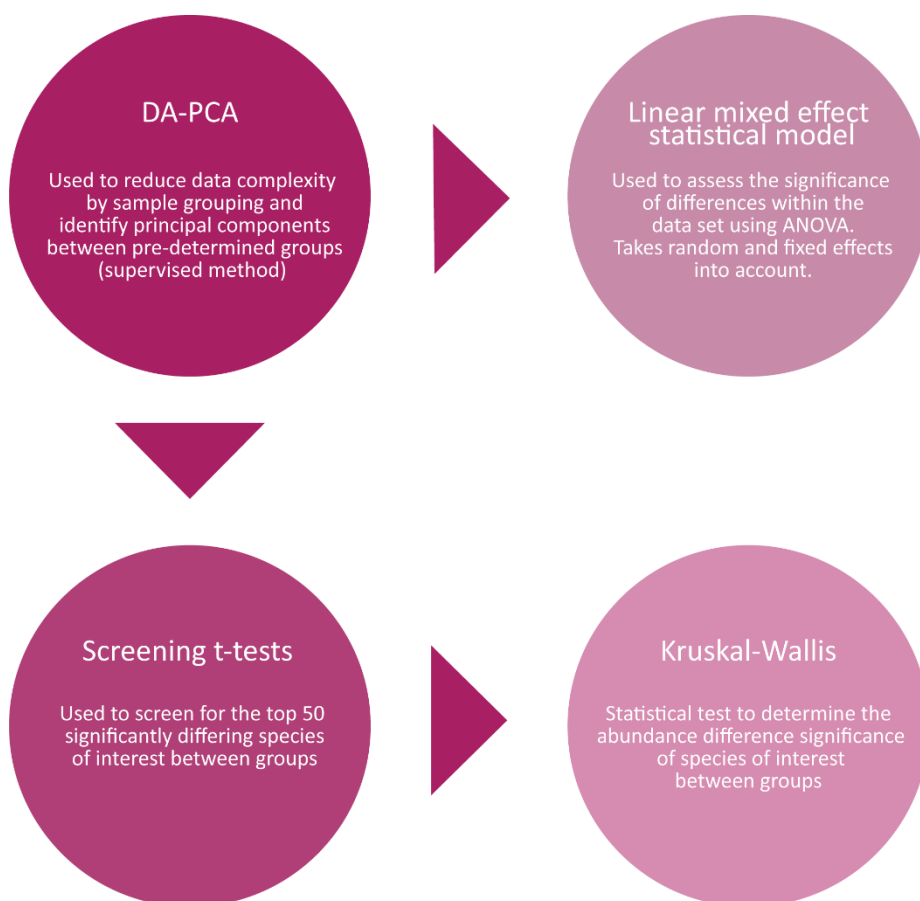 DA-PCA
Used to reduce data complexity
by sample grouping and
identify principal components
between pre-determined groups
(supervised method)
Linear mixed effect
statistical model
Used to assess the significance
of differences within the
data set using ANOVA.
Takes random and fixed effects
into account.
Screening t-tests
Used to screen for the top 50
significantly differing species
of interest between groups
Kruskal-Wallis
Statistical test to determine the
abundance difference significance
of species of interest
between groups